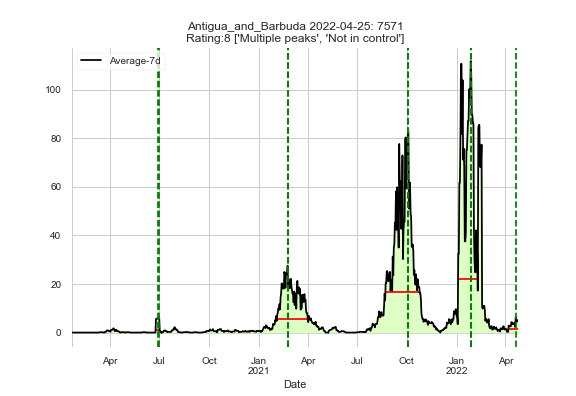 Antigua_and_Barbuda 2022-04-25: 7571
Rating:8 ['Multiple peaks', 'Not in control']
Average-7d
100
80
60
40
20
0
Apr Jul Oct Jan Apr Jul Oct Jan Apr
2021 2022
Date